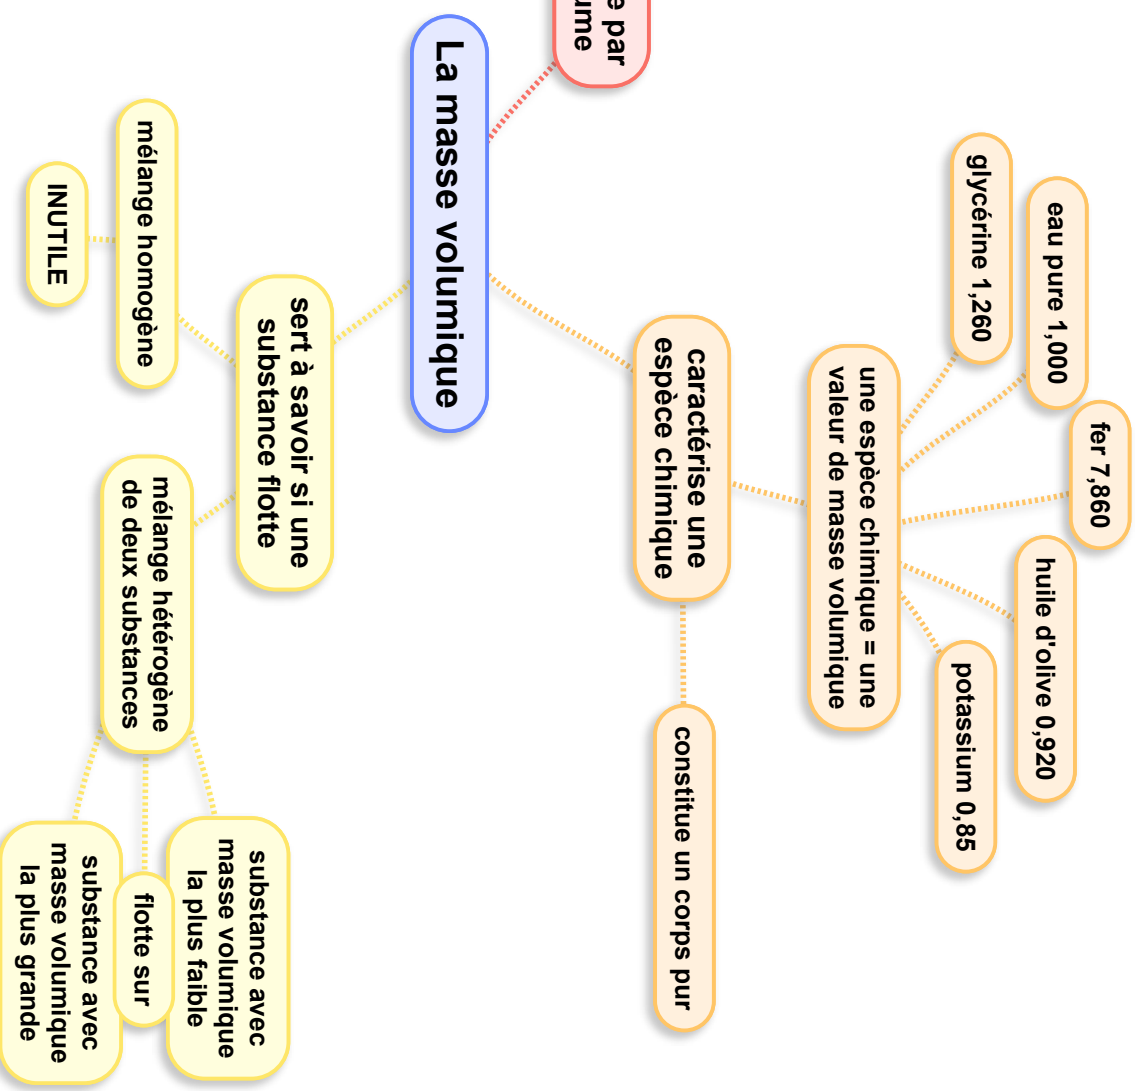 e par
ume
La masse volumique
glycérine 1,260
eau pure 1,000
fer 7,860
huile d'olive 0,920
potassium 0,85
une espèce chimique = une
valeur de masse volumique
caractérise une
espèce chimique
constitue un corps pur
sert à savoir si une
substance flotte
mélange homogène
INUTILE
mélange hétérogène
de deux substances
substance avec
masse volumique
la plus faible
flotte sur
substance avec
masse volumique
la plus grande